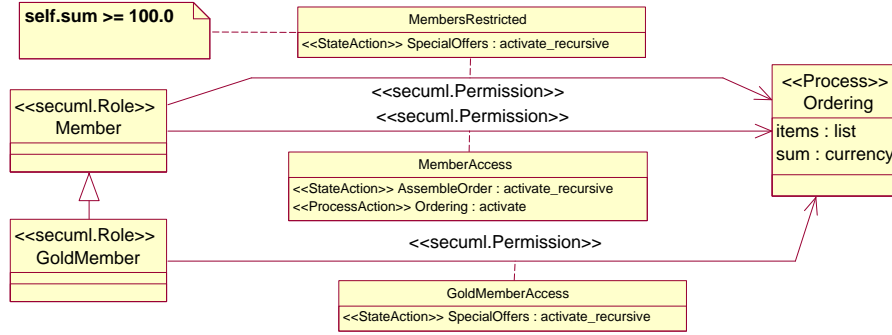 self.sum >= 100.0
MembersRestricted
<<StateAction>> SpecialOffers : activate_recursive
<<secuml.Permission>>
<<secuml.Role>>
Member
<<secuml.Permission>>
<<Process>>
Ordering
items : list
sum : currency
MemberAccess
<<StateAction>> AssembleOrder : activate_recursive
<<ProcessAction>> Ordering : activate
<<secuml.Role>>
GoldMember
<<secuml.Permission>>
GoldMemberAccess
<<StateAction>> SpecialOffers : activate_recursive